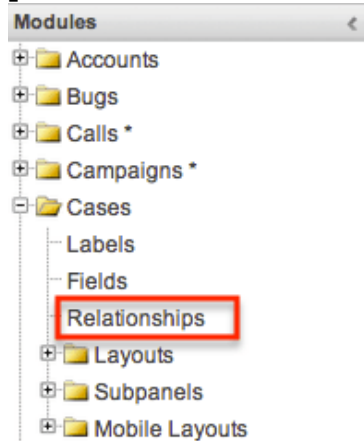 Modules
Accounts
Bugs
Calls *
Campaigns *
Cases
Labels
Fields
Relationships
Layouts
Subpanels
Mobile Layouts